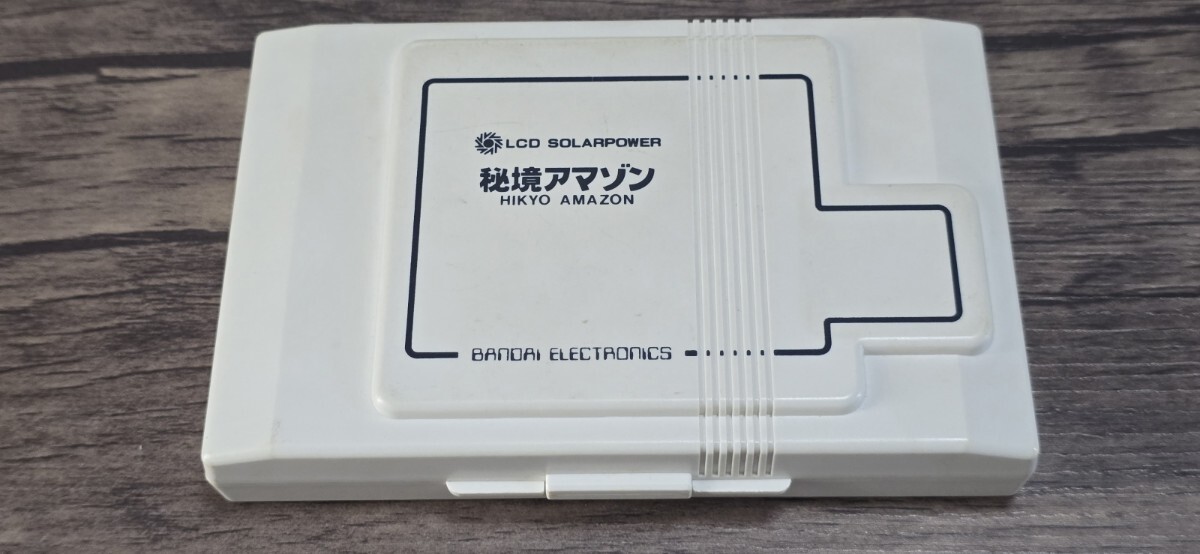 LCD SOLARPOWER
秘境アマゾン
HIKYO AMAZON
BANDAI ELECTRONICS